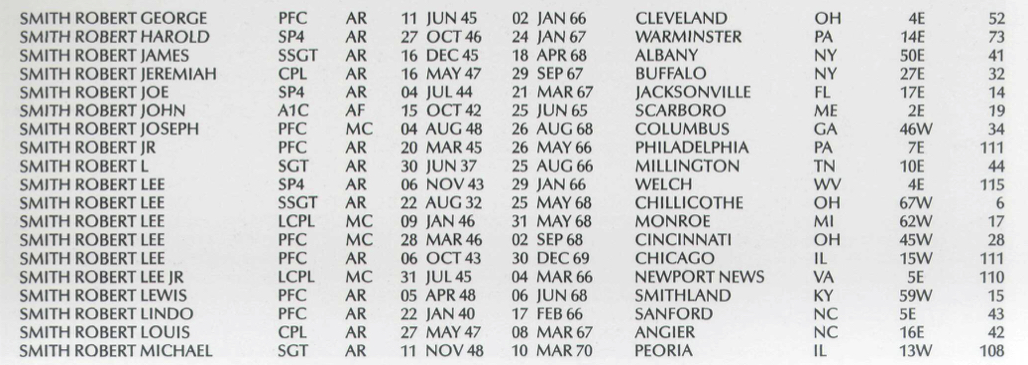 SMITH ROBERT GEORGE PFC AR 11 JUN 45 02 JAN 66 CLEVELAND OH 4E 52
SMITH ROBERT HAROLD SP4 AR 27 OCT 46 24 JAN 67 WARMINSTER PA 14E 73
SMITH ROBERT JAMES SSGT AR 16 DEC 45 18 APR 68 ALBANY NY 50E 41
SMITH ROBERT JEREMIAH CPL AR 16 MAY 47 29 SEP 67 BUFFALO NY 27E 32
SMITH ROBERT JOE SP4 AR 04 JUL 44 21 MAR 67 JACKSONVILLE FL 17E 14
SMITH ROBERT JOHN A1C AF 15 OCT 42 25 JUN 65 SCARBORO ME 2E 19
SMITH ROBERT JOSEPH PFC MC 04 AUG 48 26 AUG 68 COLUMBUS GA 46W 34
SMITH ROBERT JR PFC AR 20 MAR 45 26 MAY 66 PHILADELPHIA PA 7E 111
SMITH ROBERT L SGT AR 30 JUN 37 25 AUG 66 MILLINGTON TN 10E 44
SMITH ROBERT LEE SP4 AR 06 NOV 43 29 JAN 66 WELCH WV 4E 115
SMITH ROBERT LEE SSGT AR 22 AUG 32 25 MAY 68 CHILLICOTHE OH 67W 6
SMITH ROBERT LEE LCPL MC 09 JAN 46 31 MAY 68 MONROE MI 62W 17
SMITH ROBERT LEE PFC MC 28 MAR 46 02 SEP 68 CINCINNATI OH 45W 28
SMITH ROBERT LEE PFC AR 06 OCT 43 30 DEC 69 CHICAGO IL 15W 111
SMITH ROBERT LEE JR LCPL MC 31 JUL 45 04 MAR 66 NEWPORT NEWS VA 5E 110
SMITH ROBERT LEWIS PFC AR 05 APR 48 06 JUN 68 SMITHLAND KY 59W 15
SMITH ROBERT LINDO PFC AR 22 JAN 40 17 FEB 66 SANFORD NC 5E 43
SMITH ROBERT LOUIS CPL AR 27 MAY 47 08 MAR 67 ANGIER NC 16E 42
SMITH ROBERT MICHAEL SGT AR 11 NOV 48 10 MAR 70 PEORIA IL 13W 108